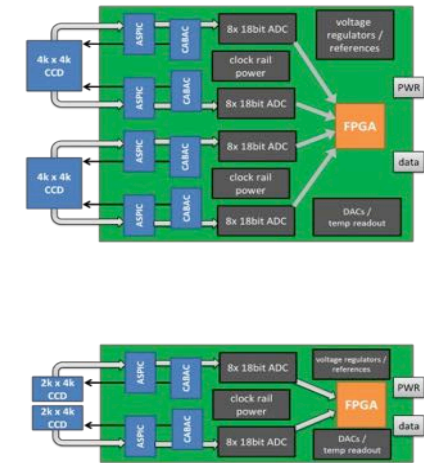 4k x 4k
CCD
ASPIC
CABAC
8x 18bit ADC
voltage
regulators /
references
clock rail
power
ASPIC
CABAC
8x 18bit ADC
PWR
FPGA
4k x 4k
CCD
ASPIC
CABAC
8x 18bit ADC
data
clock rail
power
ASPIC
CABAC
8x 18bit ADC
DACs /
temp readout
2k x 4k
CCD
ASPIC
CABAC
8x 18bit ADC
voltage regulators /
references
PWR
clock rail
power
FPGA
2k x 4k
CCD
ASPIC
CABAC
8x 18bit ADC
data
DACs /
temp readout